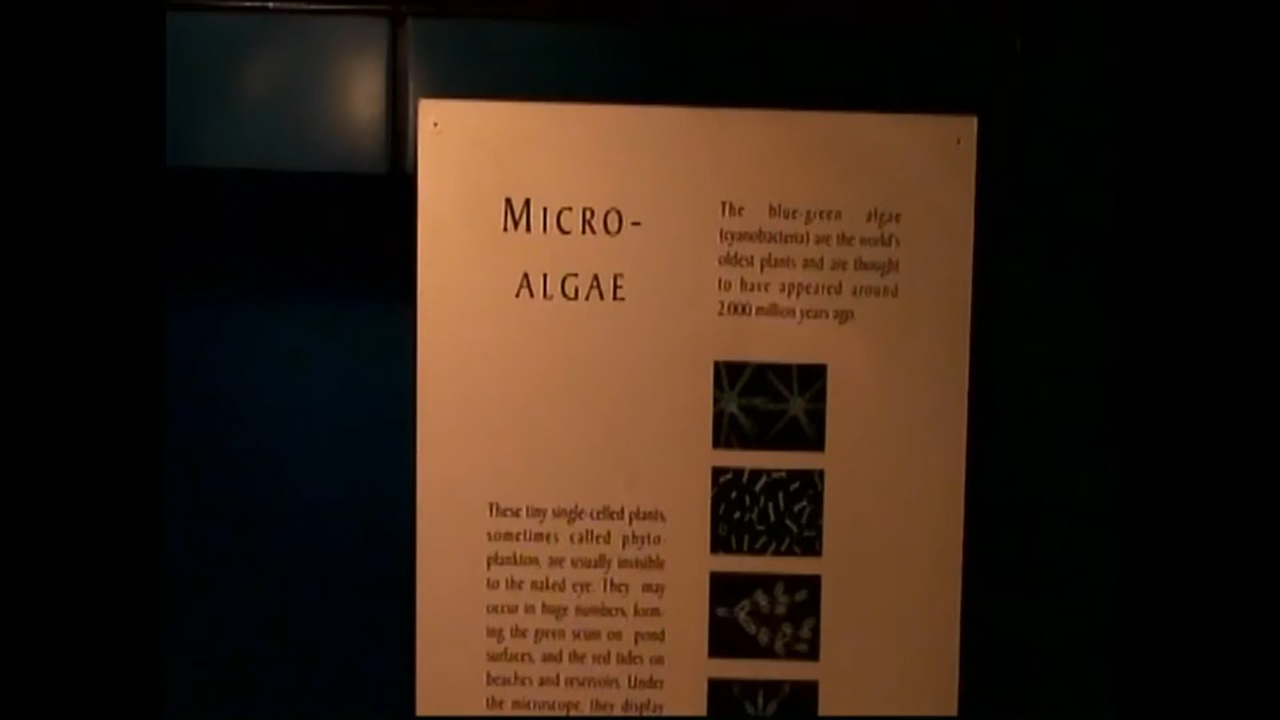 MICRO-
ALGAE
The blue-green algae
(cyanobacteria) are the world's
oldest plants and are thought
to have appeared around
2.000 million years ago.
These tiny single-celled plants,
sometimes called phyto-
plankton, are usually invisible
to the naked eye. They may
occur in huge numbers, form-
ing the green scum on pond
surfaces, and the red tides on
beaches and reservoirs. Under
the microscope, they display